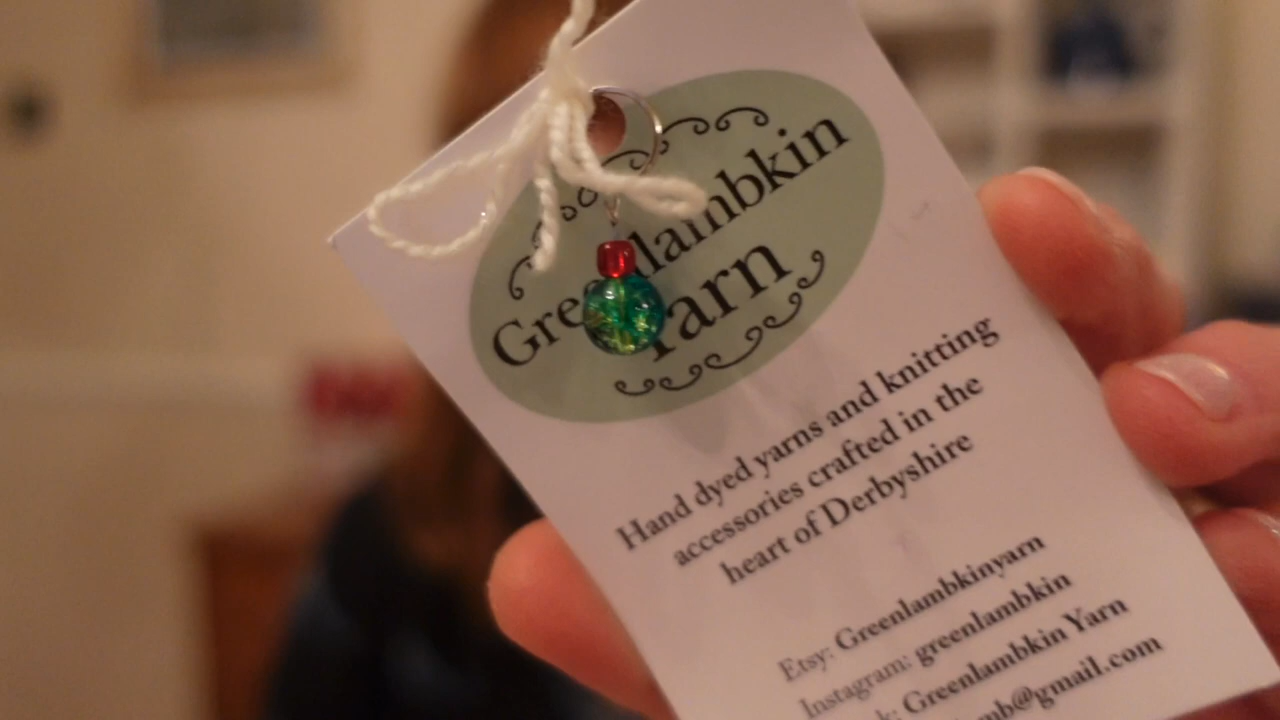 Greenlambkin
Yarn
Hand dyed yarns and knitting
accessories crafted in the
heart of Derbyshire
Etsy: Greenlambkinyarn
Instagram: greenlambkin
k: Greenlambkin Yarn
mb@gmail.com